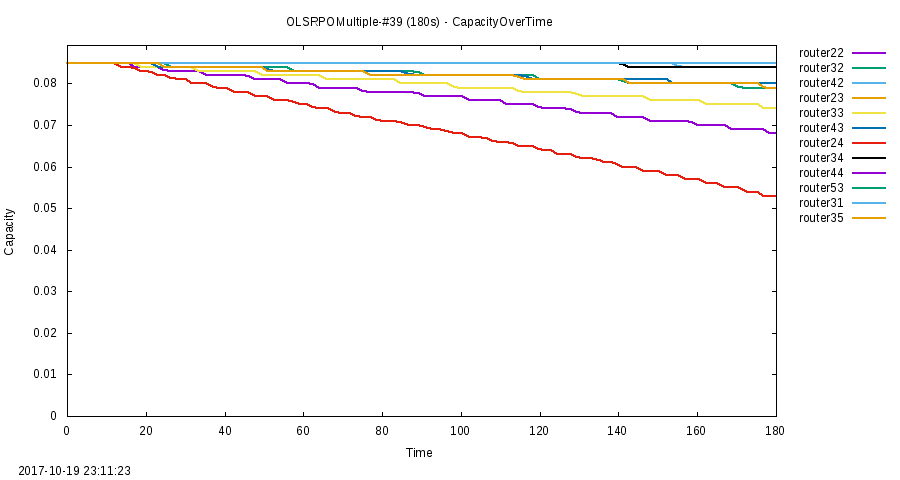 OLSRPOMultiple-#39 (180s) - CapacityOverTime
router22
router32
router42
router23
router33
router43
router24
router34
router44
router53
router31
router35
0.08
0.07
0.06
0.05
0.04
0.03
0.02
0.01
0
Capacity
0 20 40 60 80 100 120 140 160 180
Time
2017-10-19 23:11:23